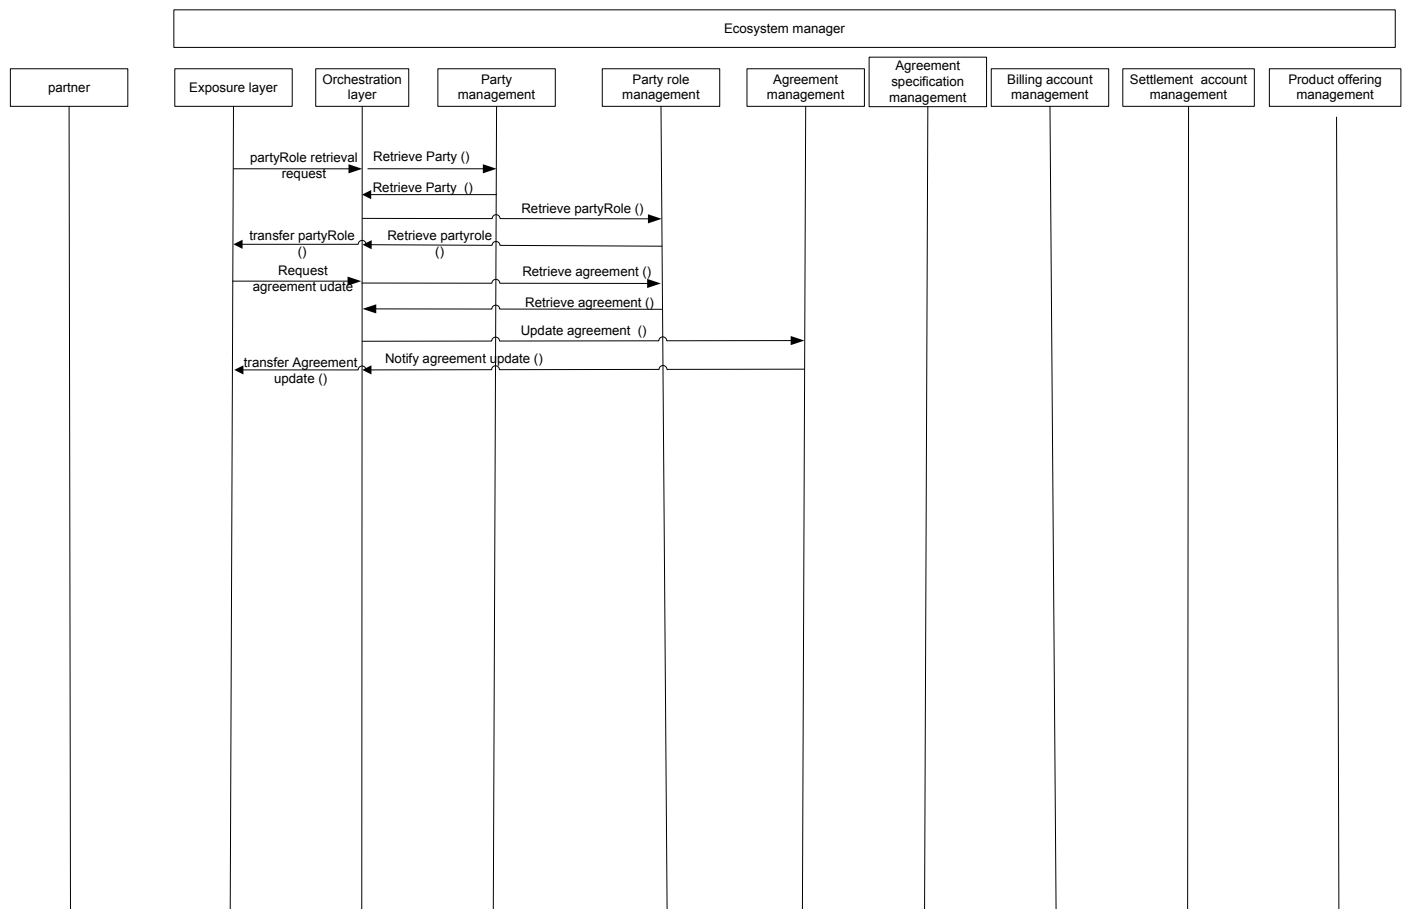 Ecosystem manager
partner
Exposure layer
Orchestration
layer
Party
management
Party role
management
Agreement
management
Agreement
specification
management
Billing account
management
Settlement  account
management
Product offering
management
partyRole retrieval
request
Retrieve Party ()
Retrieve Party  ()
Retrieve partyRole ()
transfer partyRole
()
Retrieve partyrole
()
Request
agreement udate
Retrieve agreement ()
Retrieve agreement ()
Update agreement  ()
Notify agreement update ()
transfer Agreement
update ()